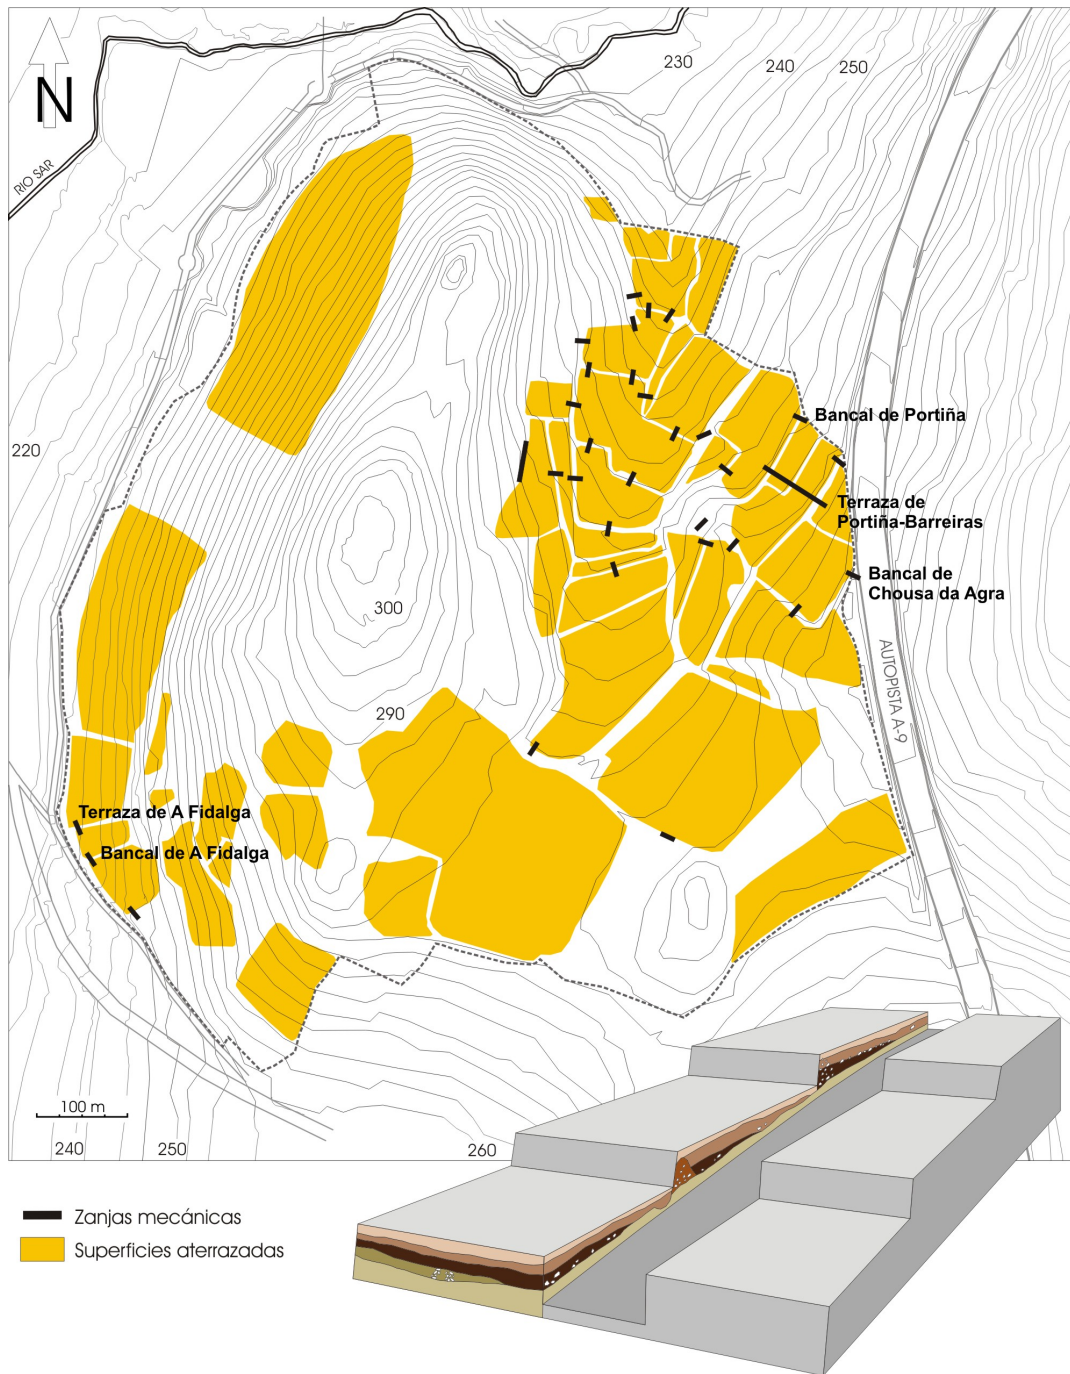 230
240
250
N
RIO SAR
Bancal de Portiña
220
Terraza de
Portiña-Barreiras
Bancal de
Chousa da Agra
300
AUTOPISTA A-9
290
Terraza de A Fidalga
Bancal de A Fidalga
100 m
240
250
260
Zanjas mecánicas
Superficies aterrazadas